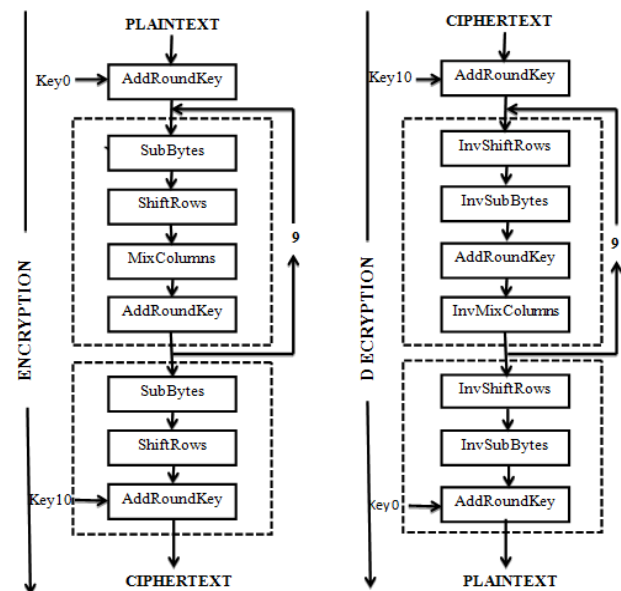 PLAINTEXT
Key0
AddRoundKey
SubBytes
ShiftRows
MixColumns
AddRoundKey
9
SubBytes
ShiftRows
Key10
AddRoundKey
CIPHERTEXT
ENCRYPTION
CIPHERTEXT
Key10
AddRoundKey
InvShiftRows
InvSubBytes
AddRoundKey
InvMixColumns
9
InvShiftRows
InvSubBytes
Key0
AddRoundKey
PLAINTEXT
DECRYPTION